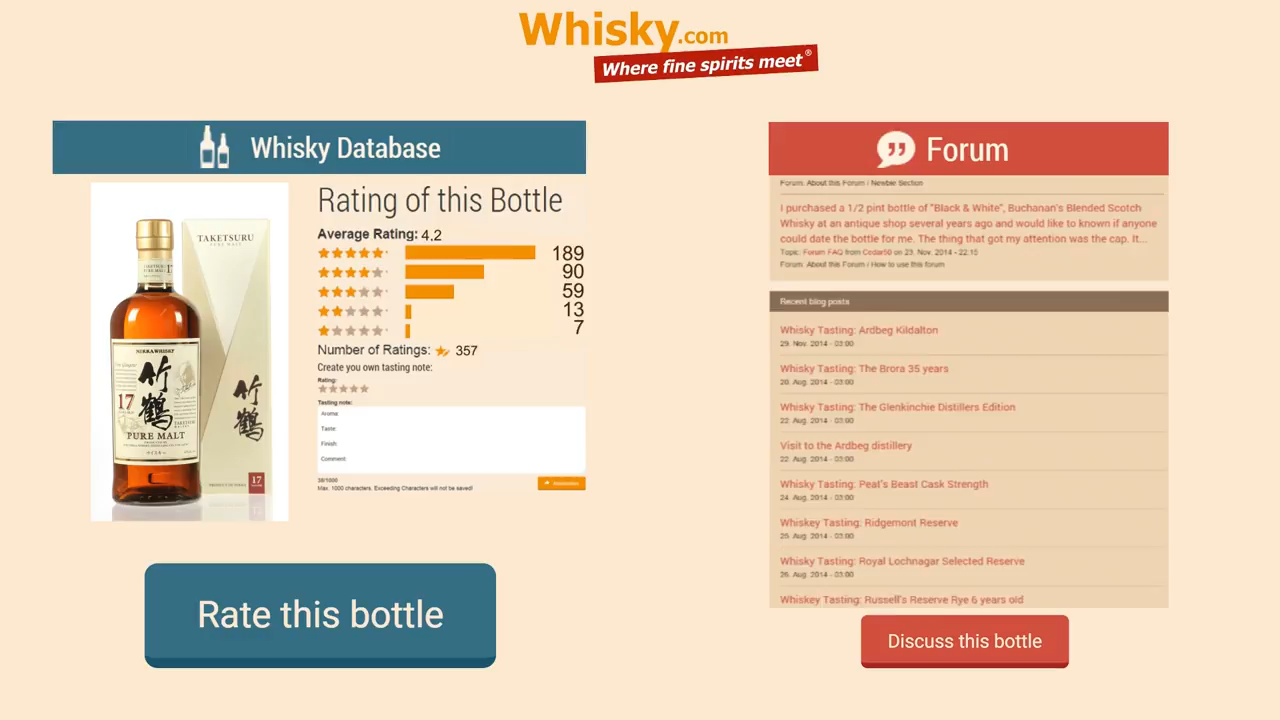 Whisky.com
Where fine spirits meet®
Whisky Database
TAKETSURU
PURE MALT
17
NIKKA WHISKY
竹鶴
17
PURE MALT
竹鶴
17
Rating of this Bottle
Average Rating: 4.2
189
90
59
13
7
Number of Ratings: 357
Create you own tasting note:
Rating:
Tasting note:
Aroma:
Taste:
Finish:
Comment:
38/1000
Max. 1000 characters. Exceeding Characters will not be saved!
Rate this bottle
Forum
Forum: About this Forum / Newbie Section
I purchased a 1/2 pint bottle of "Black & White", Buchanan's Blended Scotch
Whisky at an antique shop several years ago and would like to known if anyone
could date the bottle for me. The thing that got my attention was the cap. It...
Topic: Forum FAQ from Cedar50 on 23. Nov. 2014 - 22:15
Forum: About this Forum / How to use this forum
Recent blog posts
Whisky Tasting: Ardbeg Kildalton
29. Nov. 2014 - 03:00
Whisky Tasting: The Brora 35 years
20. Aug. 2014 - 03:00
Whisky Tasting: The Glenkinchie Distillers Edition
22. Aug. 2014 - 03:00
Visit to the Ardbeg distillery
22. Aug. 2014 - 03:00
Whisky Tasting: Peat's Beast Cask Strength
24. Aug. 2014 - 03:00
Whiskey Tasting: Ridgemont Reserve
25. Aug. 2014 - 03:00
Whisky Tasting: Royal Lochnagar Selected Reserve
26. Aug. 2014 - 03:00
Whiskey Tasting: Russell's Reserve Rye 6 years old
Discuss this bottle